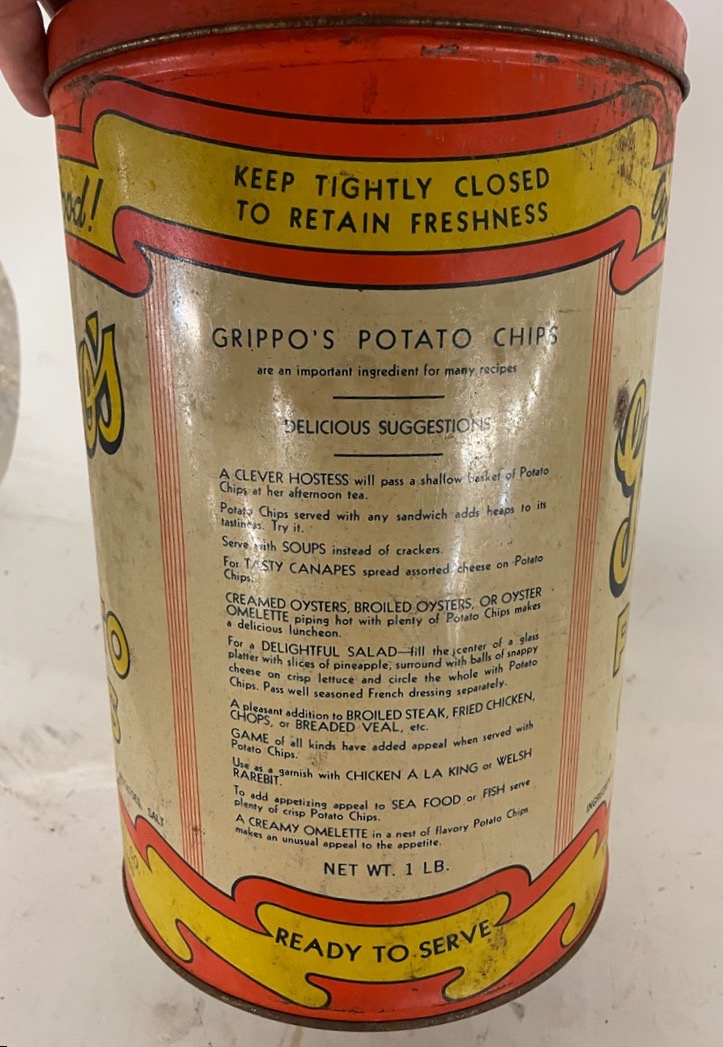 KEEP TIGHTLY CLOSED
TO RETAIN FRESHNESS
GRIPPO'S POTATO CHIPS
are an important ingredient for many recipes
DELICIOUS SUGGESTIONS
A CLEVER HOSTESS will pass a shallow basket of Potato
Chips at her afternoon tea.
Potato Chips served with any sandwich adds heaps to its
tastiness. Try it.
Serve with SOUPS instead of crackers.
For TASTY CANAPES spread assorted cheese on Potato
Chips.
CREAMED OYSTERS, BROILED OYSTERS, OR OYSTER
OMELETTE piping hot with plenty of Potato Chips makes
a delicious luncheon.
For a DELIGHTFUL SALAD—fill the center of a glass
platter with slices of pineapple, surround with balls of snappy
cheese on crisp lettuce and circle the whole with Potato
Chips. Pass well seasoned French dressing separately.
A pleasant addition to BROILED STEAK, FRIED CHICKEN,
CHOPS, or BREADED VEAL, etc.
GAME of all kinds have added appeal when served with
Potato Chips.
Use as a garnish with CHICKEN A LA KING or WELSH
RAREBIT.
To add appetizing appeal to SEA FOOD or FISH serve
plenty of crisp Potato Chips.
A CREAMY OMELETTE in a nest of flavory Potato Chips
makes an unusual appeal to the appetite.
NET WT. 1 LB.
READY TO SERVE
SALT